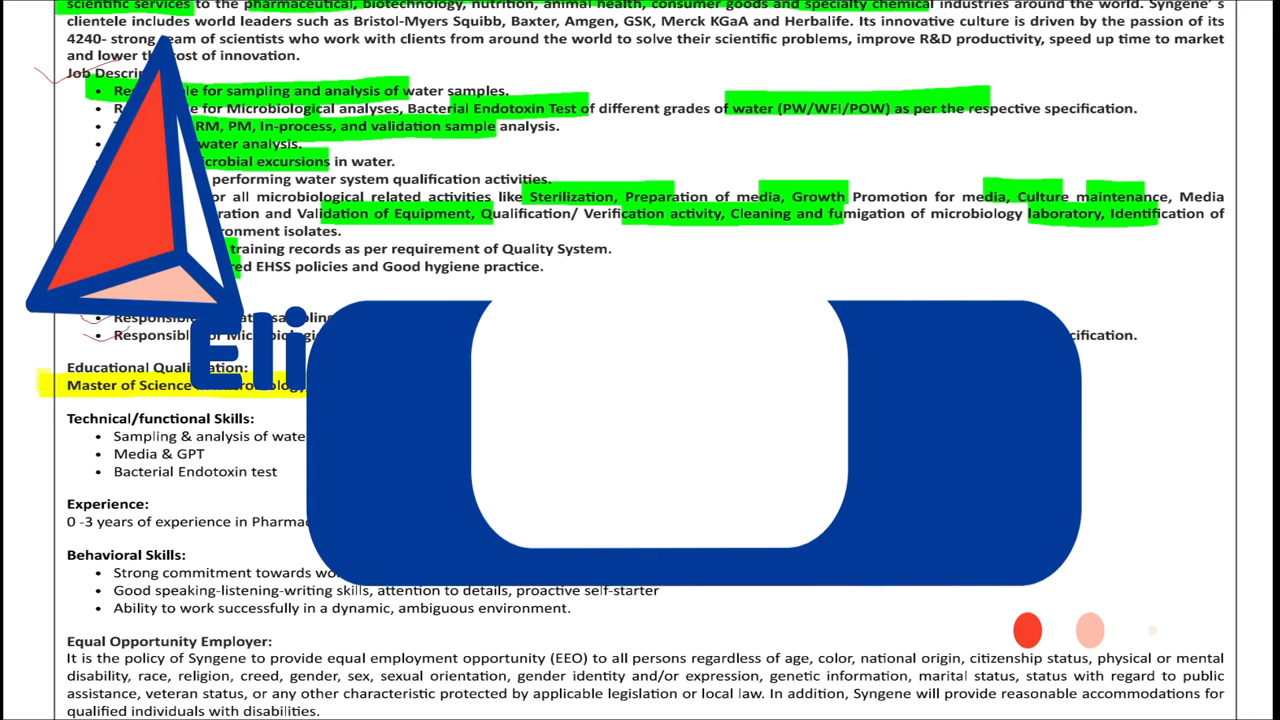 scientific services to the pharmaceutical, biotechnology, nutrition, animal health, consumer goods and specialty chemical industries around the world. Syngene' s
clientele includes world leaders such as Bristol-Myers Squibb, Baxter, Amgen, GSK, Merck KGaA and Herbalife. Its innovative culture is driven by the passion of its
4240- strong team of scientists who work with clients from around the world to solve their scientific problems, improve R&D productivity, speed up time to market
and lower the cost of innovation.
Job Descrip
• Re le for sampling and analysis of water samples.
• R le for Microbiological analyses, Bacterial Endotoxin Test of different grades of water (PW/WFI/POW) as per the respective specification.
• RM, PM, In-process, and validation sample analysis.
• water analysis.
crobial excursions in water.
performing water system qualification activities.
or all microbiological related activities like Sterilization, Preparation of media, Growth Promotion for media, Culture maintenance, Media
ration and Validation of Equipment, Qualification/ Verification activity, Cleaning and fumigation of microbiology laboratory, Identification of
ronment isolates.
training records as per requirement of Quality System.
red EHSS policies and Good hygiene practice.
• Responsib
• Responsibl cification.
Eli
Educational Qualification:
Master of Science
Technical/functional Skills:
• Sampling & analysis of wate
• Media & GPT
• Bacterial Endotoxin test
Experience:
0 -3 years of experience in Pharmac
Behavioral Skills:
• Strong commitment towards wo
• Good speaking-listening-writing skills, attention to details, proactive self-starter
• Ability to work successfully in a dynamic, ambiguous environment.
Equal Opportunity Employer:
It is the policy of Syngene to provide equal employment opportunity (EEO) to all persons regardless of age, color, national origin, citizenship status, physical or mental
disability, race, religion, creed, gender, sex, sexual orientation, gender identity and/or expression, genetic information, marital status, status with regard to public
assistance, veteran status, or any other characteristic protected by applicable legislation or local law. In addition, Syngene will provide reasonable accommodations for
qualified individuals with disabilities.